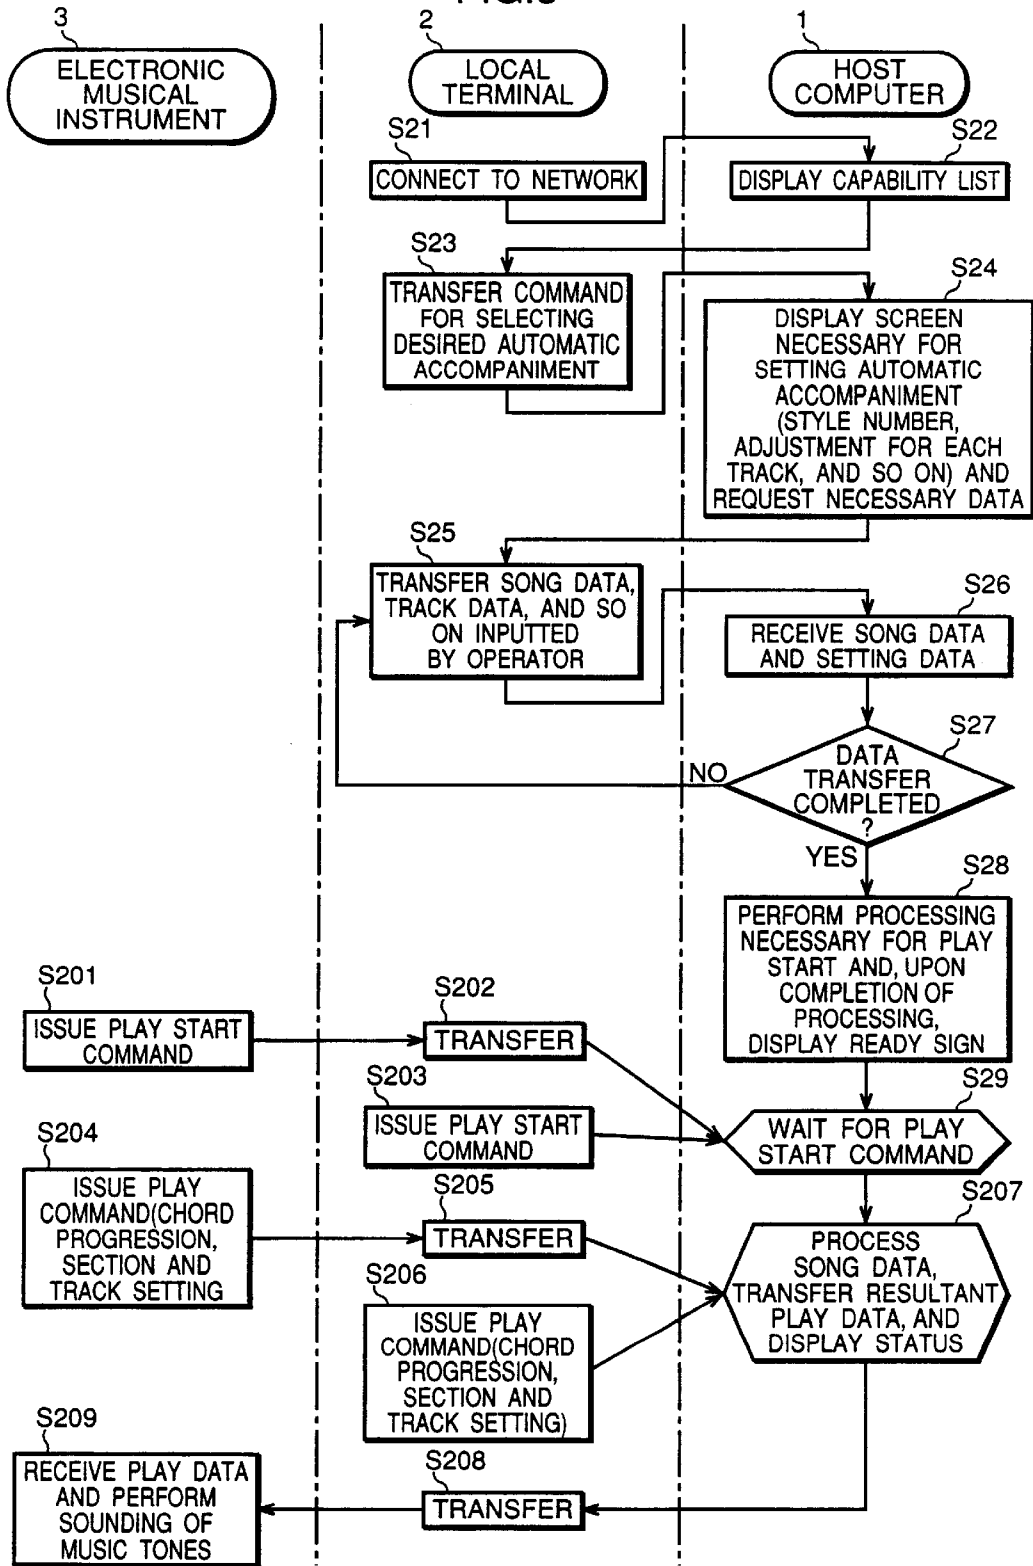 3
2
1
ELECTRONIC
MUSICAL
INSTRUMENT
LOCAL
TERMINAL
HOST
COMPUTER
S21
CONNECT TO NETWORK
S22
DISPLAY CAPABILITY LIST
S23
TRANSFER COMMAND
FOR SELECTING
DESIRED AUTOMATIC
ACCOMPANIMENT
S24
DISPLAY SCREEN
NECESSARY FOR
SETTING AUTOMATIC
ACCOMPANIMENT
(STYLE NUMBER,
ADJUSTMENT FOR EACH
TRACK, AND SO ON) AND
REQUEST NECESSARY DATA
S25
TRANSFER SONG DATA,
TRACK DATA, AND SO
ON INPUTTED
BY OPERATOR
S26
RECEIVE SONG DATA
AND SETTING DATA
S27
DATA
TRANSFER
COMPLETED
?
NO
YES
S28
PERFORM PROCESSING
NECESSARY FOR PLAY
START AND, UPON
COMPLETION OF
PROCESSING,
DISPLAY READY SIGN
S201
ISSUE PLAY START
COMMAND
S202
TRANSFER
S203
ISSUE PLAY START
COMMAND
S29
WAIT FOR PLAY
START COMMAND
S204
ISSUE PLAY
COMMAND(CHORD
PROGRESSION,
SECTION AND
TRACK SETTING
S205
TRANSFER
S206
ISSUE PLAY
COMMAND(CHORD
PROGRESSION,
SECTION AND
TRACK SETTING)
S207
PROCESS
SONG DATA,
TRANSFER RESULTANT
PLAY DATA, AND
DISPLAY STATUS
S208
TRANSFER
S209
RECEIVE PLAY DATA
AND PERFORM
SOUNDING OF
MUSIC TONES